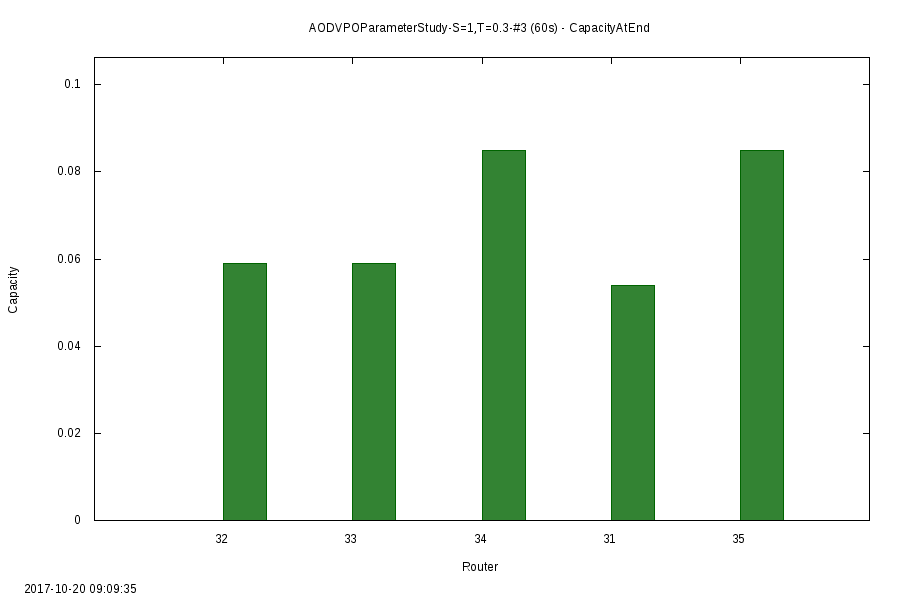 AODVPOParameterStudy-S=1,T=0.3-#3 (60s) - CapacityAtEnd
0.1
0.08
0.06
0.04
0.02
0
Capacity
32 33 34 31 35
Router
2017-10-20 09:09:35